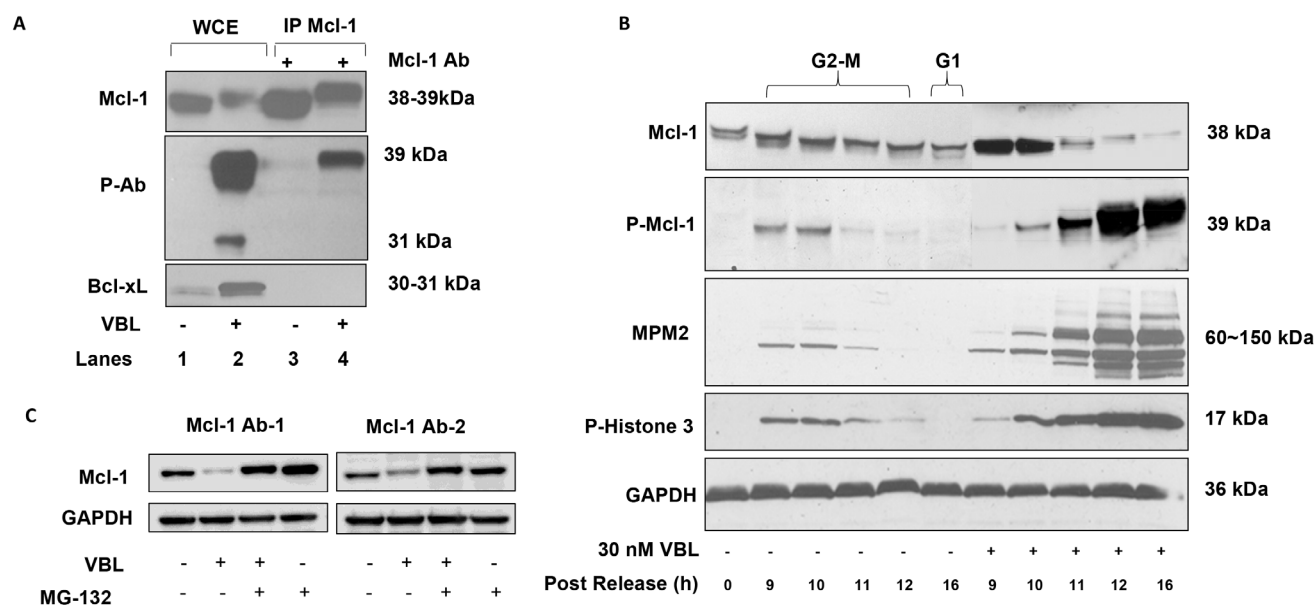 A
WCE
IP Mcl-1
+ + Mcl-1 Ab
Mcl-1
38-39kDa
P-Ab
39 kDa
31 kDa
Bcl-xL
30-31 kDa
VBL - + - +
Lanes 1 2 3 4
B
G2-M
G1
Mcl-1
38 kDa
P-Mcl-1
39 kDa
MPM2
60~150 kDa
P-Histone 3
17 kDa
GAPDH
36 kDa
30 nM VBL - - - - - - + + + + +
Post Release (h) 0 9 10 11 12 16 9 10 11 12 16
C
Mcl-1 Ab-1
Mcl-1 Ab-2
Mcl-1
GAPDH
VBL - + + - - + + -
MG-132 - - + + - - + +